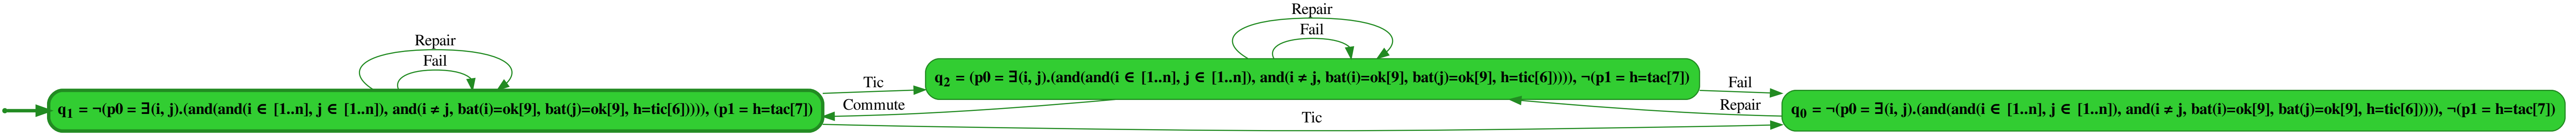 Repair
Fail
Repair
Fail
q1 = ¬(p0 = ∃(i, j).(and(and(i ∈ [1..n], j ∈ [1..n]), and(i ≠ j, bat(i)=ok[9], bat(j)=ok[9], h=tic[6])))), (p1 = h=tac[7])
Tic
Commute
q2 = (p0 = ∃(i, j).(and(and(i ∈ [1..n], j ∈ [1..n]), and(i ≠ j, bat(i)=ok[9], bat(j)=ok[9], h=tic[6])))), ¬(p1 = h=tac[7])
Fail
Repair
Tic
q0 = ¬(p0 = ∃(i, j).(and(and(i ∈ [1..n], j ∈ [1..n]), and(i ≠ j, bat(i)=ok[9], bat(j)=ok[9], h=tic[6])))), ¬(p1 = h=tac[7])